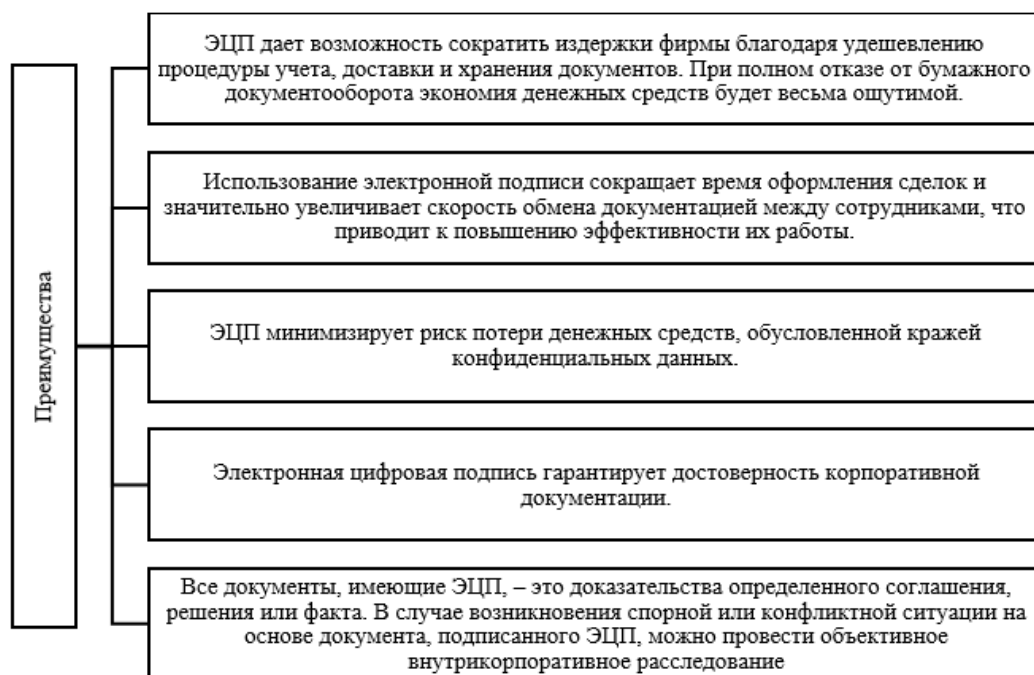 Преимущества
ЭЦП дает возможность сократить издержки фирмы благодаря удешевлению
процедуры учета, доставки и хранения документов. При полном отказе от бумажного
документооборота экономия денежных средств будет весьма ощутимой.
Использование электронной подписи сокращает время оформления сделок и
значительно увеличивает скорость обмена документацией между сотрудниками, что
приводит к повышению эффективности их работы.
ЭЦП минимизирует риск потери денежных средств, обусловленной кражей
конфиденциальных данных.
Электронная цифровая подпись гарантирует достоверность корпоративной
документации.
Все документы, имеющие ЭЦП, – это доказательства определенного соглашения,
решения или факта. В случае возникновения спорной или конфликтной ситуации на
основе документа, подписанного ЭЦП, можно провести объективное
внутрикорпоративное расследование